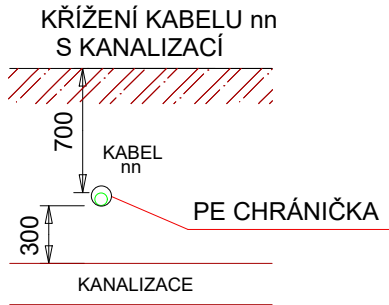 KŘÍŽENÍ KABELU nn
S KANALIZACÍ
700
KABEL
nn
PE CHRÁNIČKA
300
KANALIZACE